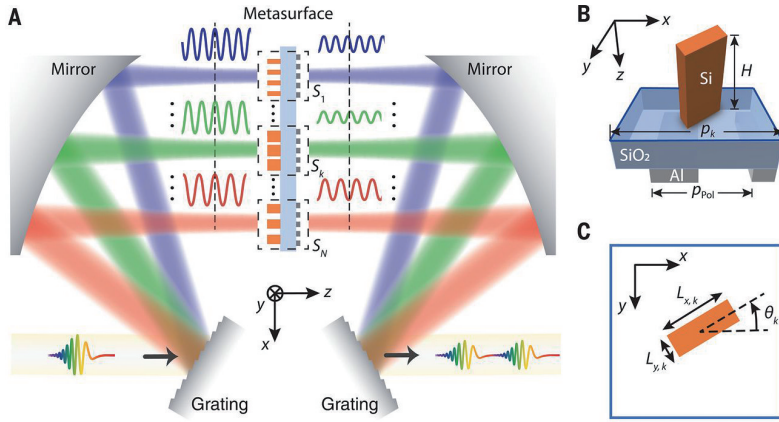 A
Metasurface
Mirror
Mirror
S1
Sk
SN
y
z
x
Grating
Grating
B
x
y
z
Si
H
pk
SiO₂
Al
pPol
C
x
y
Lx, k
θk
Ly, k